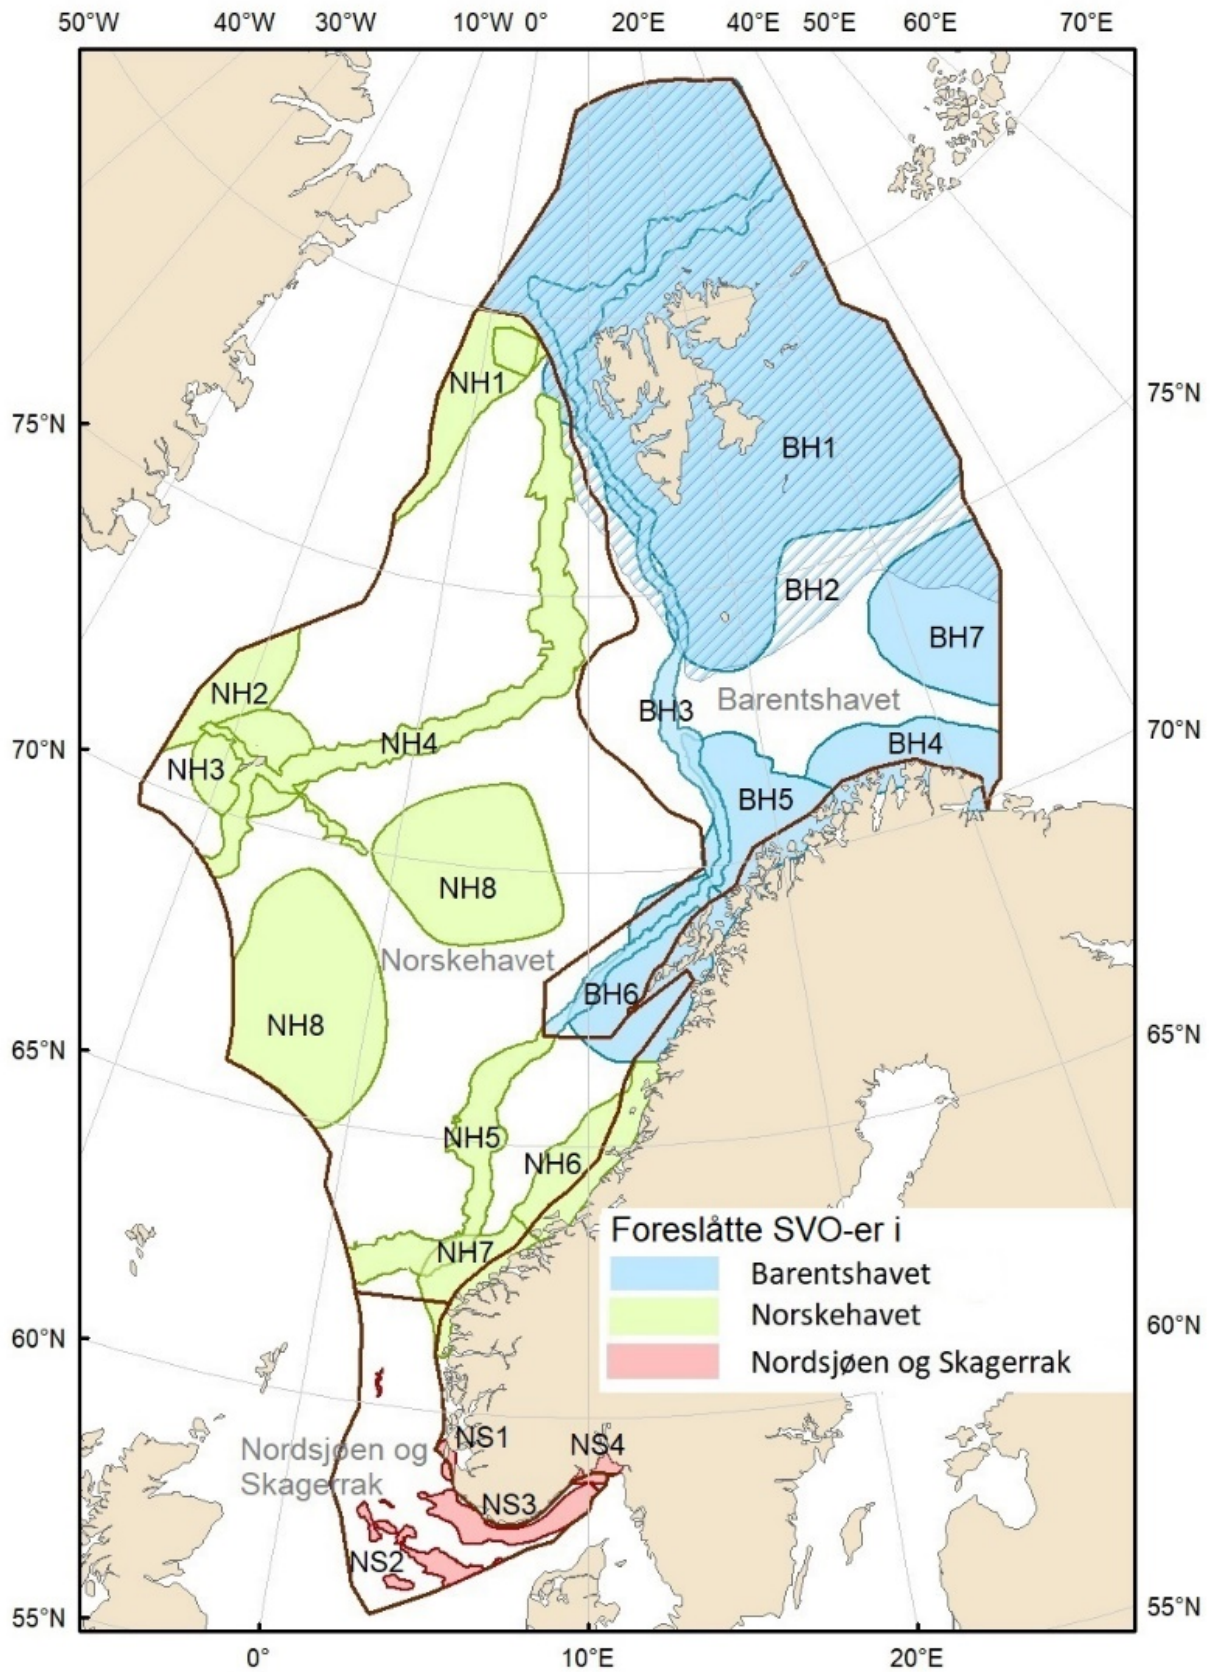 50°W 40°W 30°W 10°W 0° 20°E 40°E 50°E 60°E 70°E
NH1
75°N
75°N
BH1
BH2
BH7
NH2
BH3
Barentshavet
70°N
NH3
NH4
BH4
70°N
BH5
NH8
Norskehavet
BH6
NH8
65°N
65°N
NH5
NH6
Foreslåtte SVO-er i
NH7
Barentshavet
Norskehavet
60°N
60°N
Nordsjøen og Skagerrak
Nordsjøen og
Skagerrak
NS1
NS4
NS3
NS2
55°N
55°N
0° 10°E 20°E